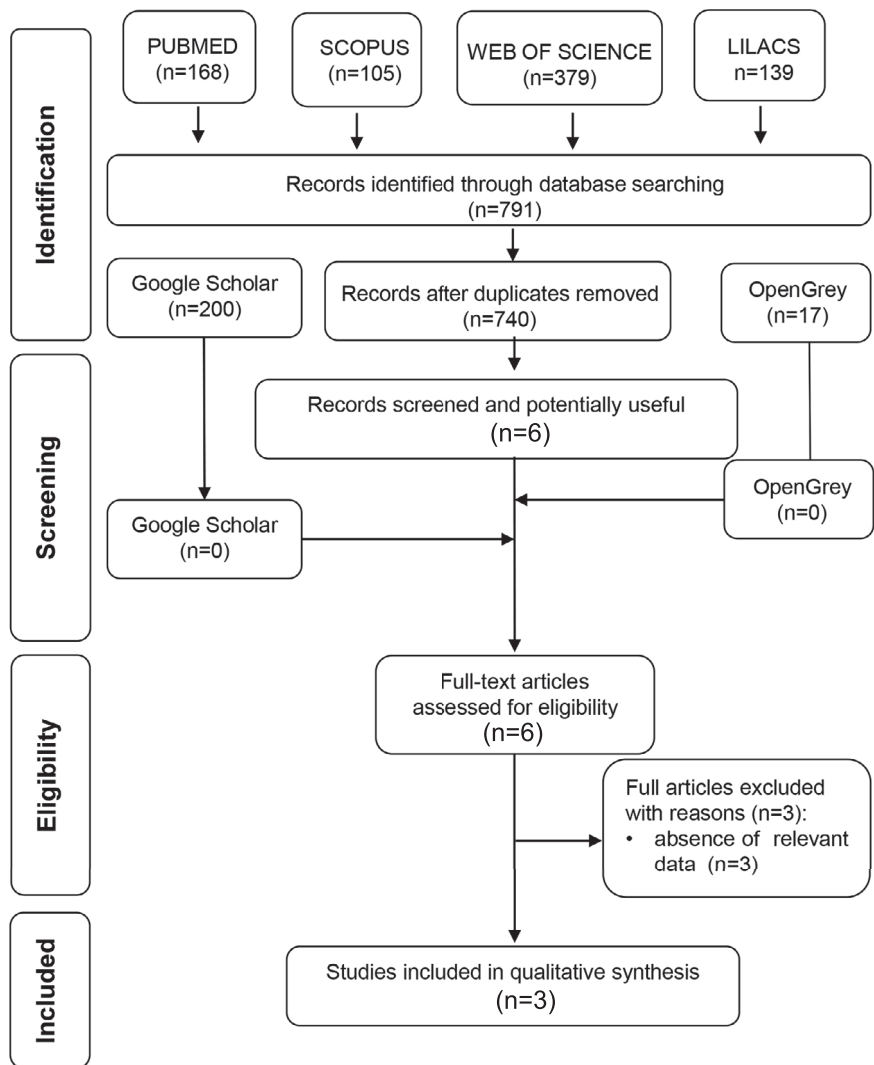 Identification
PUBMED
(n=168)
SCOPUS
(n=105)
WEB OF SCIENCE
(n=379)
LILACS
n=139
Records identified through database searching
(n=791)
Google Scholar
(n=200)
Records after duplicates removed
(n=740)
OpenGrey
(n=17)
Screening
Records screened and potentially useful
(n=6)
Google Scholar
(n=0)
OpenGrey
(n=0)
Eligibility
Full-text articles
assessed for eligibility
(n=6)
Full articles excluded
with reasons (n=3):
• absence of relevant
data (n=3)
Included
Studies included in qualitative synthesis
(n=3)